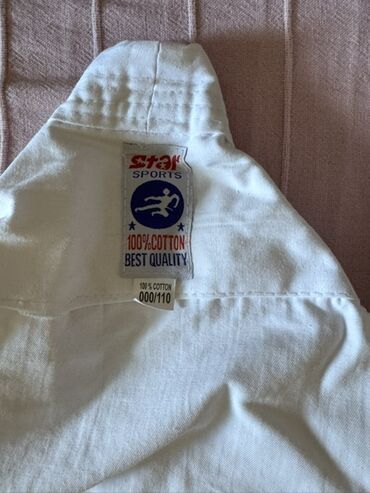 Star
SPORTS
100% COTTON
BEST QUALITY
100 % COTTON
000/110